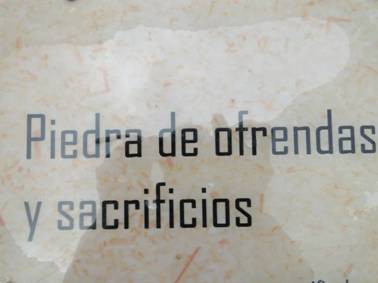 Piedra de ofrendas
y sacrificios